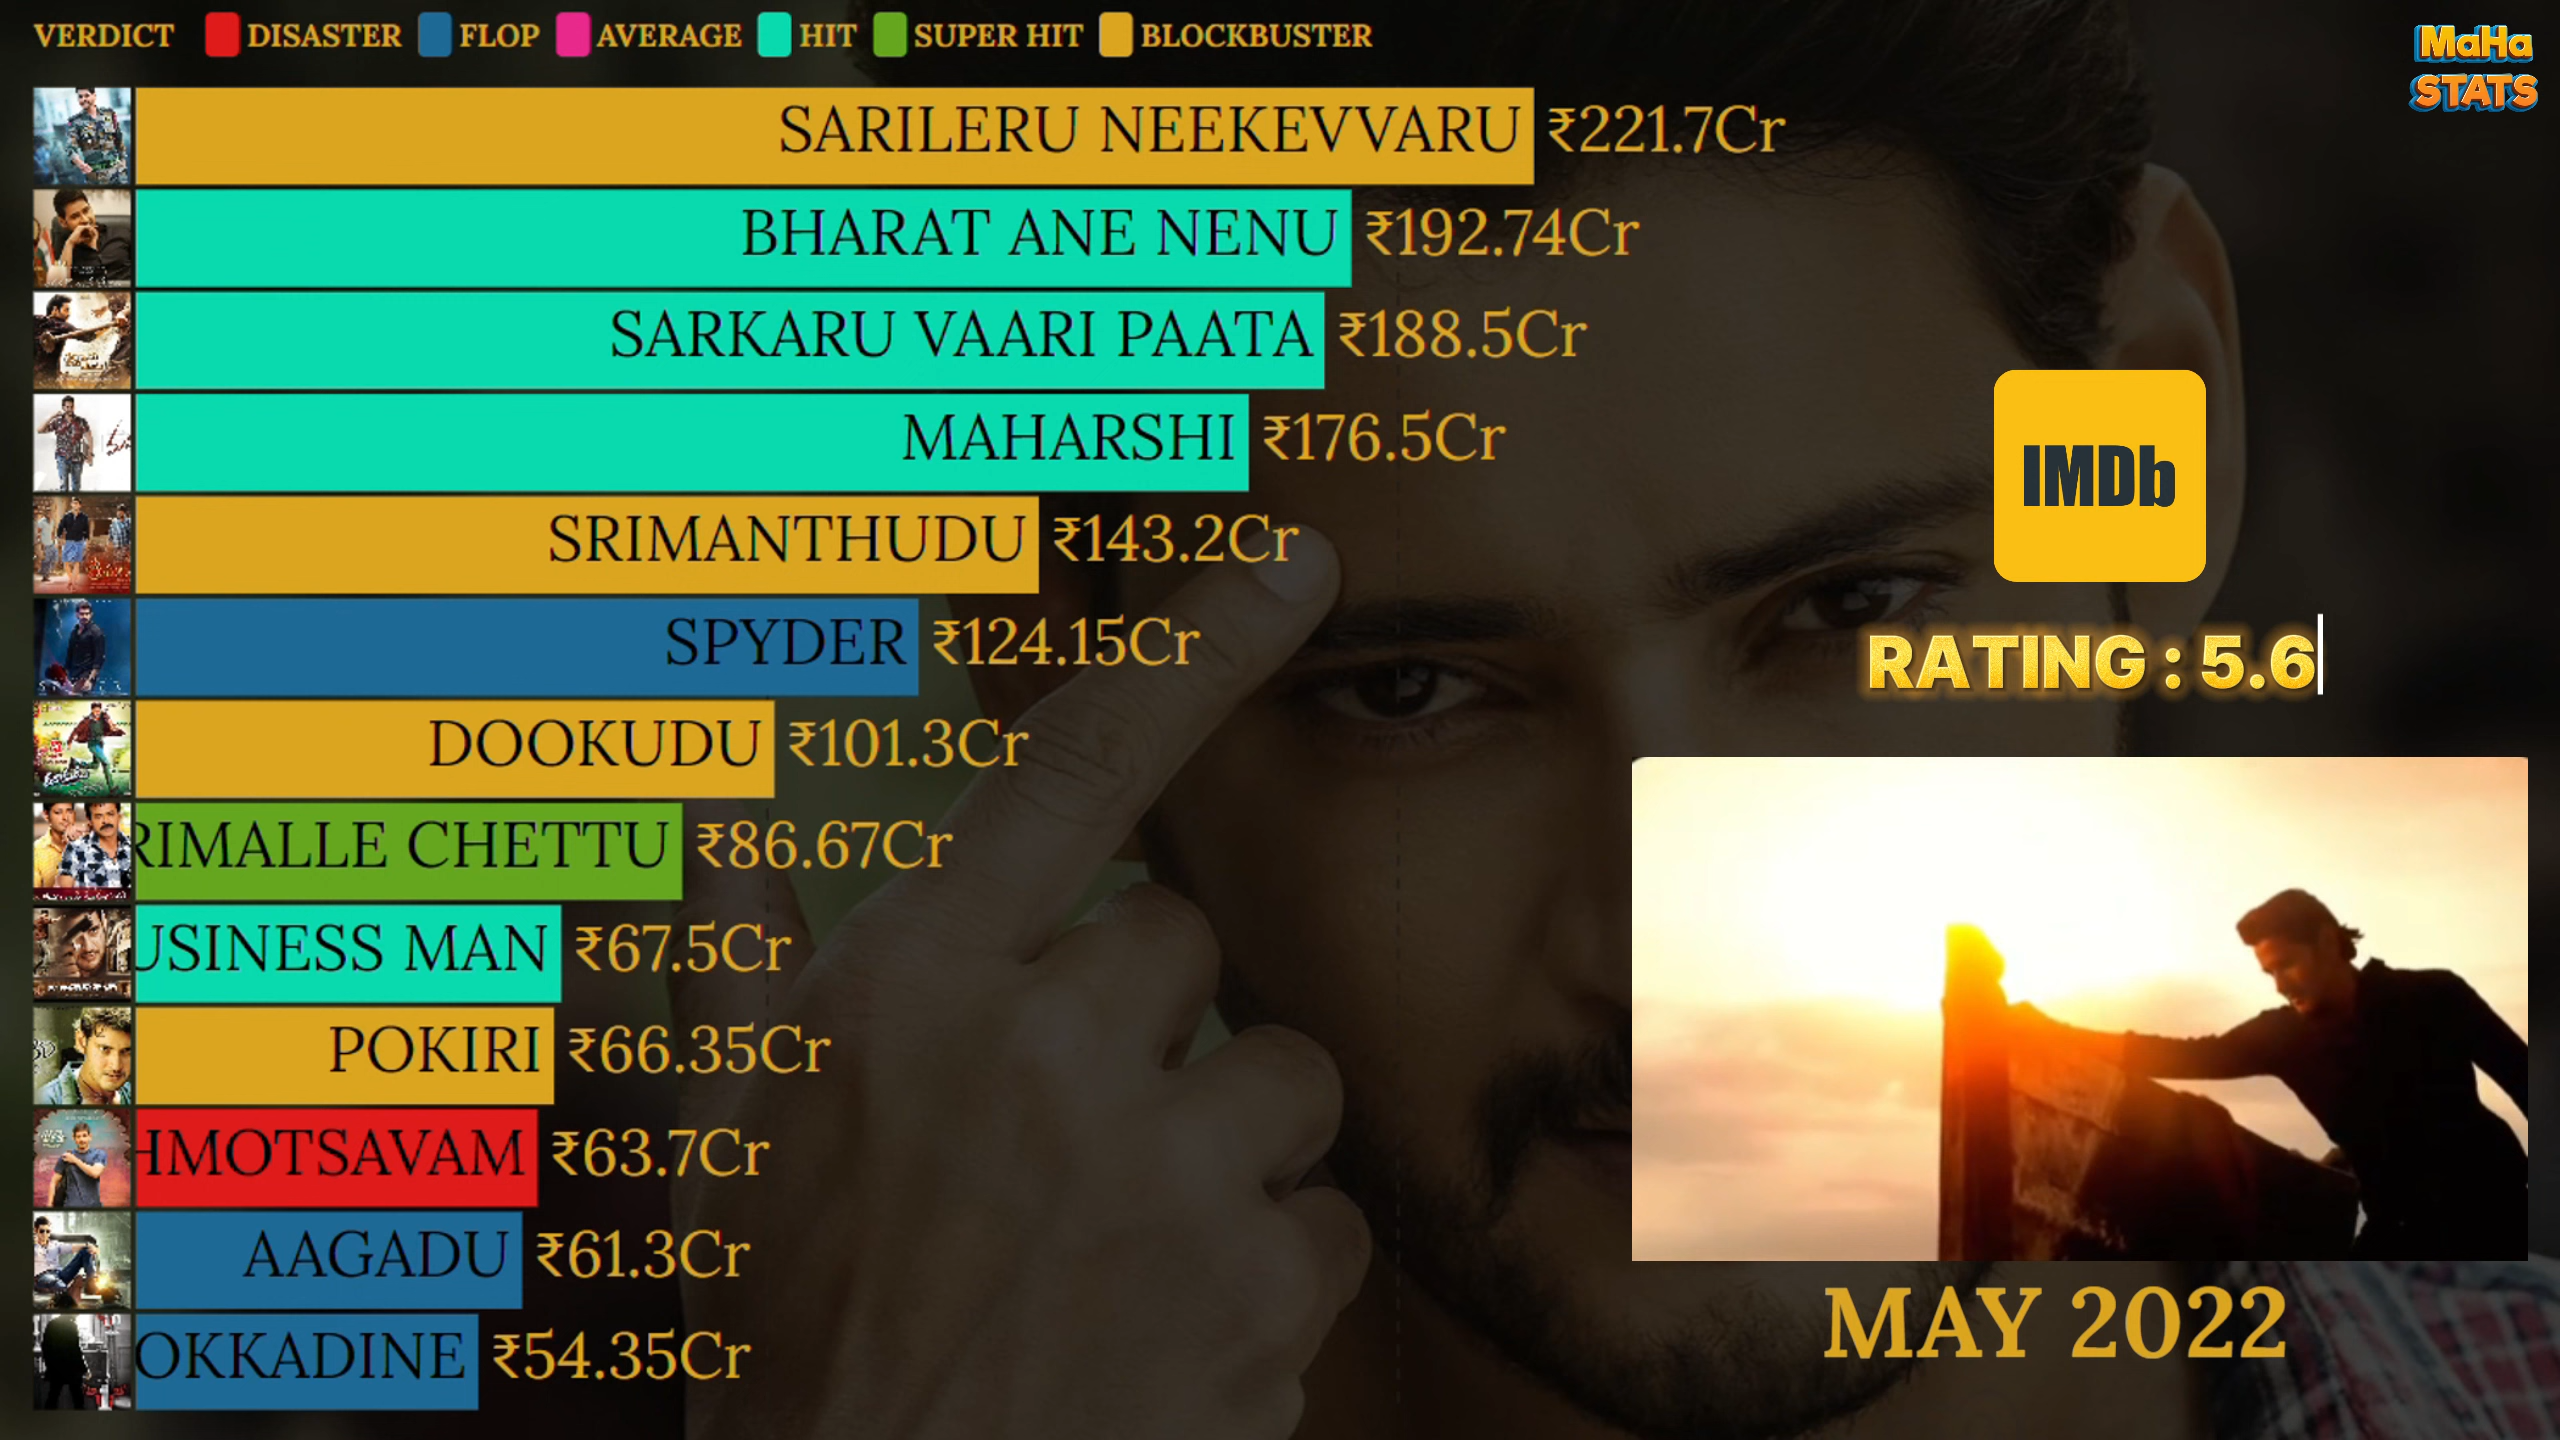 VERDICT DISASTER FLOP AVERAGE HIT SUPER HIT BLOCKBUSTER
MaHa
STATS
SARILERU NEEKEVVARU ₹221.7Cr
BHARAT ANE NENU ₹192.74Cr
SARKARU VAARI PAATA ₹188.5Cr
MAHARSHI ₹176.5Cr
SRIMANTHUDU ₹143.2Cr
SPYDER ₹124.15Cr
DOOKUDU ₹101.3Cr
RIMALLE CHETTU ₹86.67Cr
USINESS MAN ₹67.5Cr
POKIRI ₹66.35Cr
HMOTSAVAM ₹63.7Cr
AAGADU ₹61.3Cr
OKKADINE ₹54.35Cr
IMDb
RATING : 5.6
MAY 2022